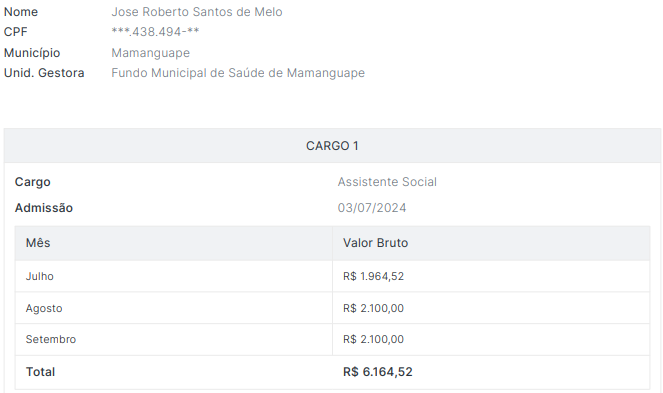 Nome Jose Roberto Santos de Melo
CPF ***.438.494-**
Município Mamanguape
Unid. Gestora Fundo Municipal de Saúde de Mamanguape
CARGO 1
Cargo Assistente Social
Admissão 03/07/2024
Mês Valor Bruto
Julho R$ 1.964,52
Agosto R$ 2.100,00
Setembro R$ 2.100,00
Total R$ 6.164,52